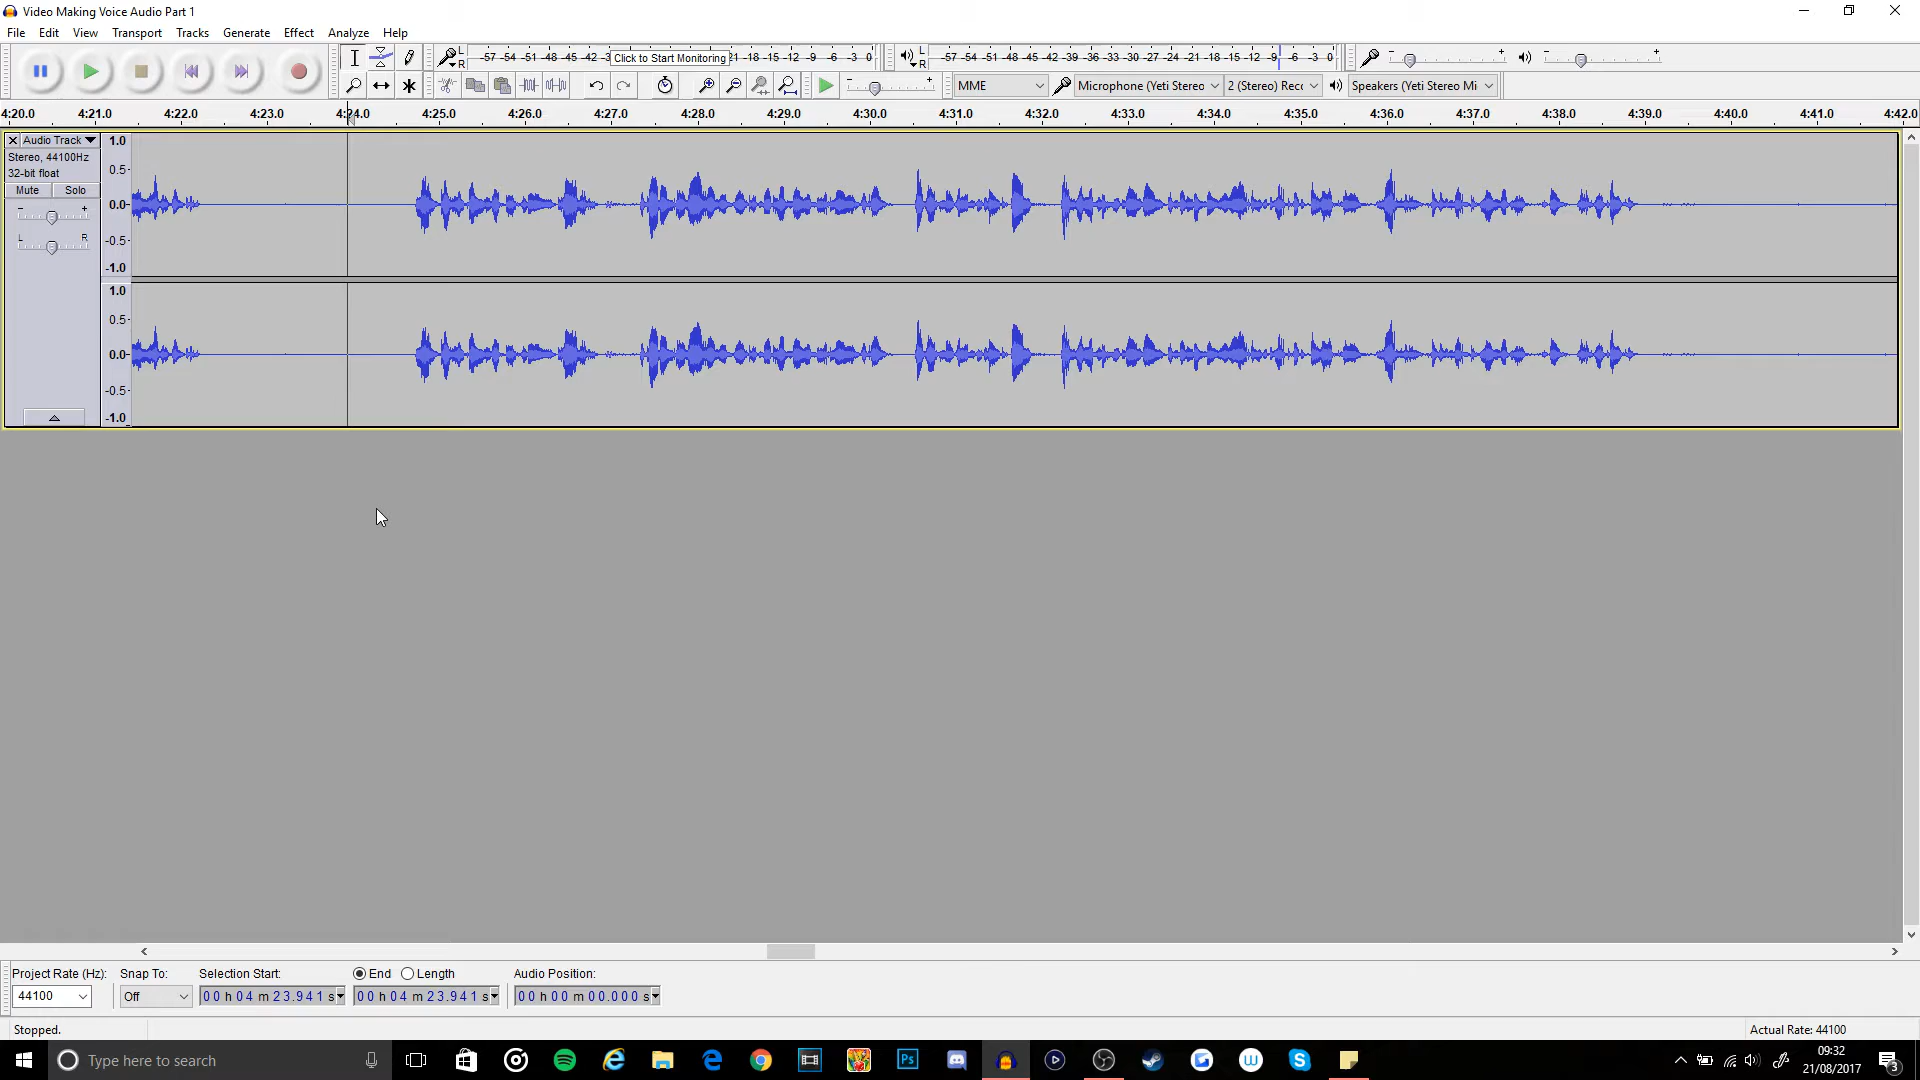 Video Making Voice Audio Part 1
File Edit View Transport Tracks Generate Effect Analyze Help
L R -57 -54 -51 -48 -45 -42 -3 Click to Start Monitoring 21 -18 -15 -12 -9 -6 -3 0 L R -57 -54 -51 -48 -45 -42 -39 -36 -33 -30 -27 -24 -21 -18 -15 -12 -9 -6 -3 0 - + - +
- + MME Microphone (Yeti Stereo 2 (Stereo) Recc Speakers (Yeti Stereo Mi
4:20.0 4:21.0 4:22.0 4:23.0 4:24.0 4:25.0 4:26.0 4:27.0 4:28.0 4:29.0 4:30.0 4:31.0 4:32.0 4:33.0 4:34.0 4:35.0 4:36.0 4:37.0 4:38.0 4:39.0 4:40.0 4:41.0 4:42.0
Audio Track 1.0
Stereo, 44100Hz
32-bit float 0.5
Mute Solo
- + 0.0
L R -0.5
-1.0
1.0
0.5
0.0
-0.5
-1.0
Project Rate (Hz): Snap To: Selection Start: End Length Audio Position:
44100 Off 00 h 04 m 23.941 s 00 h 04 m 23.941 s 00 h 00 m 00.000 s
Stopped. Actual Rate: 44100
Type here to search Ps W S 09:32
21/08/2017 3